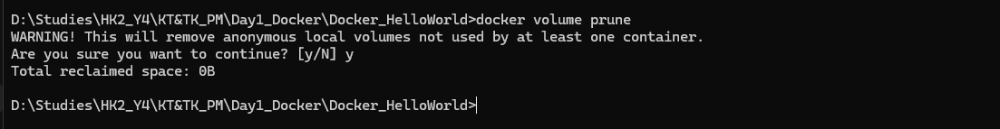 D:\Studies\HK2_Y4\KT&TK_PM\Day1_Docker\Docker_HelloWorld>docker volume prune
WARNING! This will remove anonymous local volumes not used by at least one container.
Are you sure you want to continue? [y/N] y
Total reclaimed space: 0B
D:\Studies\HK2_Y4\KT&TK_PM\Day1_Docker\Docker_HelloWorld>